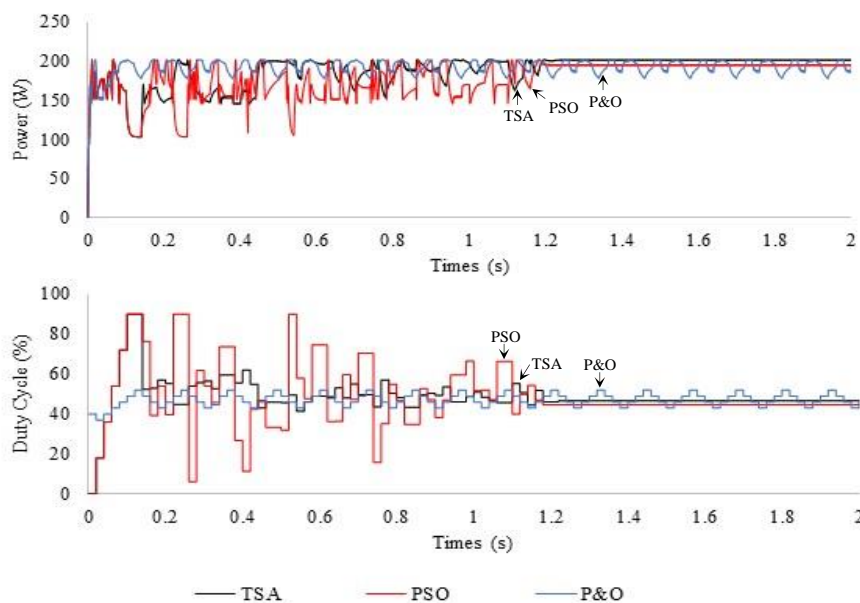 250
200
150
100
50
0
Power (W)
TSA
PSO
P&O
0 0.2 0.4 0.6 0.8 1 1.2 1.4 1.6 1.8 2
Times (s)
100
80
60
40
20
0
Duty Cycle (%)
PSO
TSA
P&O
0 0.2 0.4 0.6 0.8 1 1.2 1.4 1.6 1.8 2
Times (s)
TSA PSO P&O